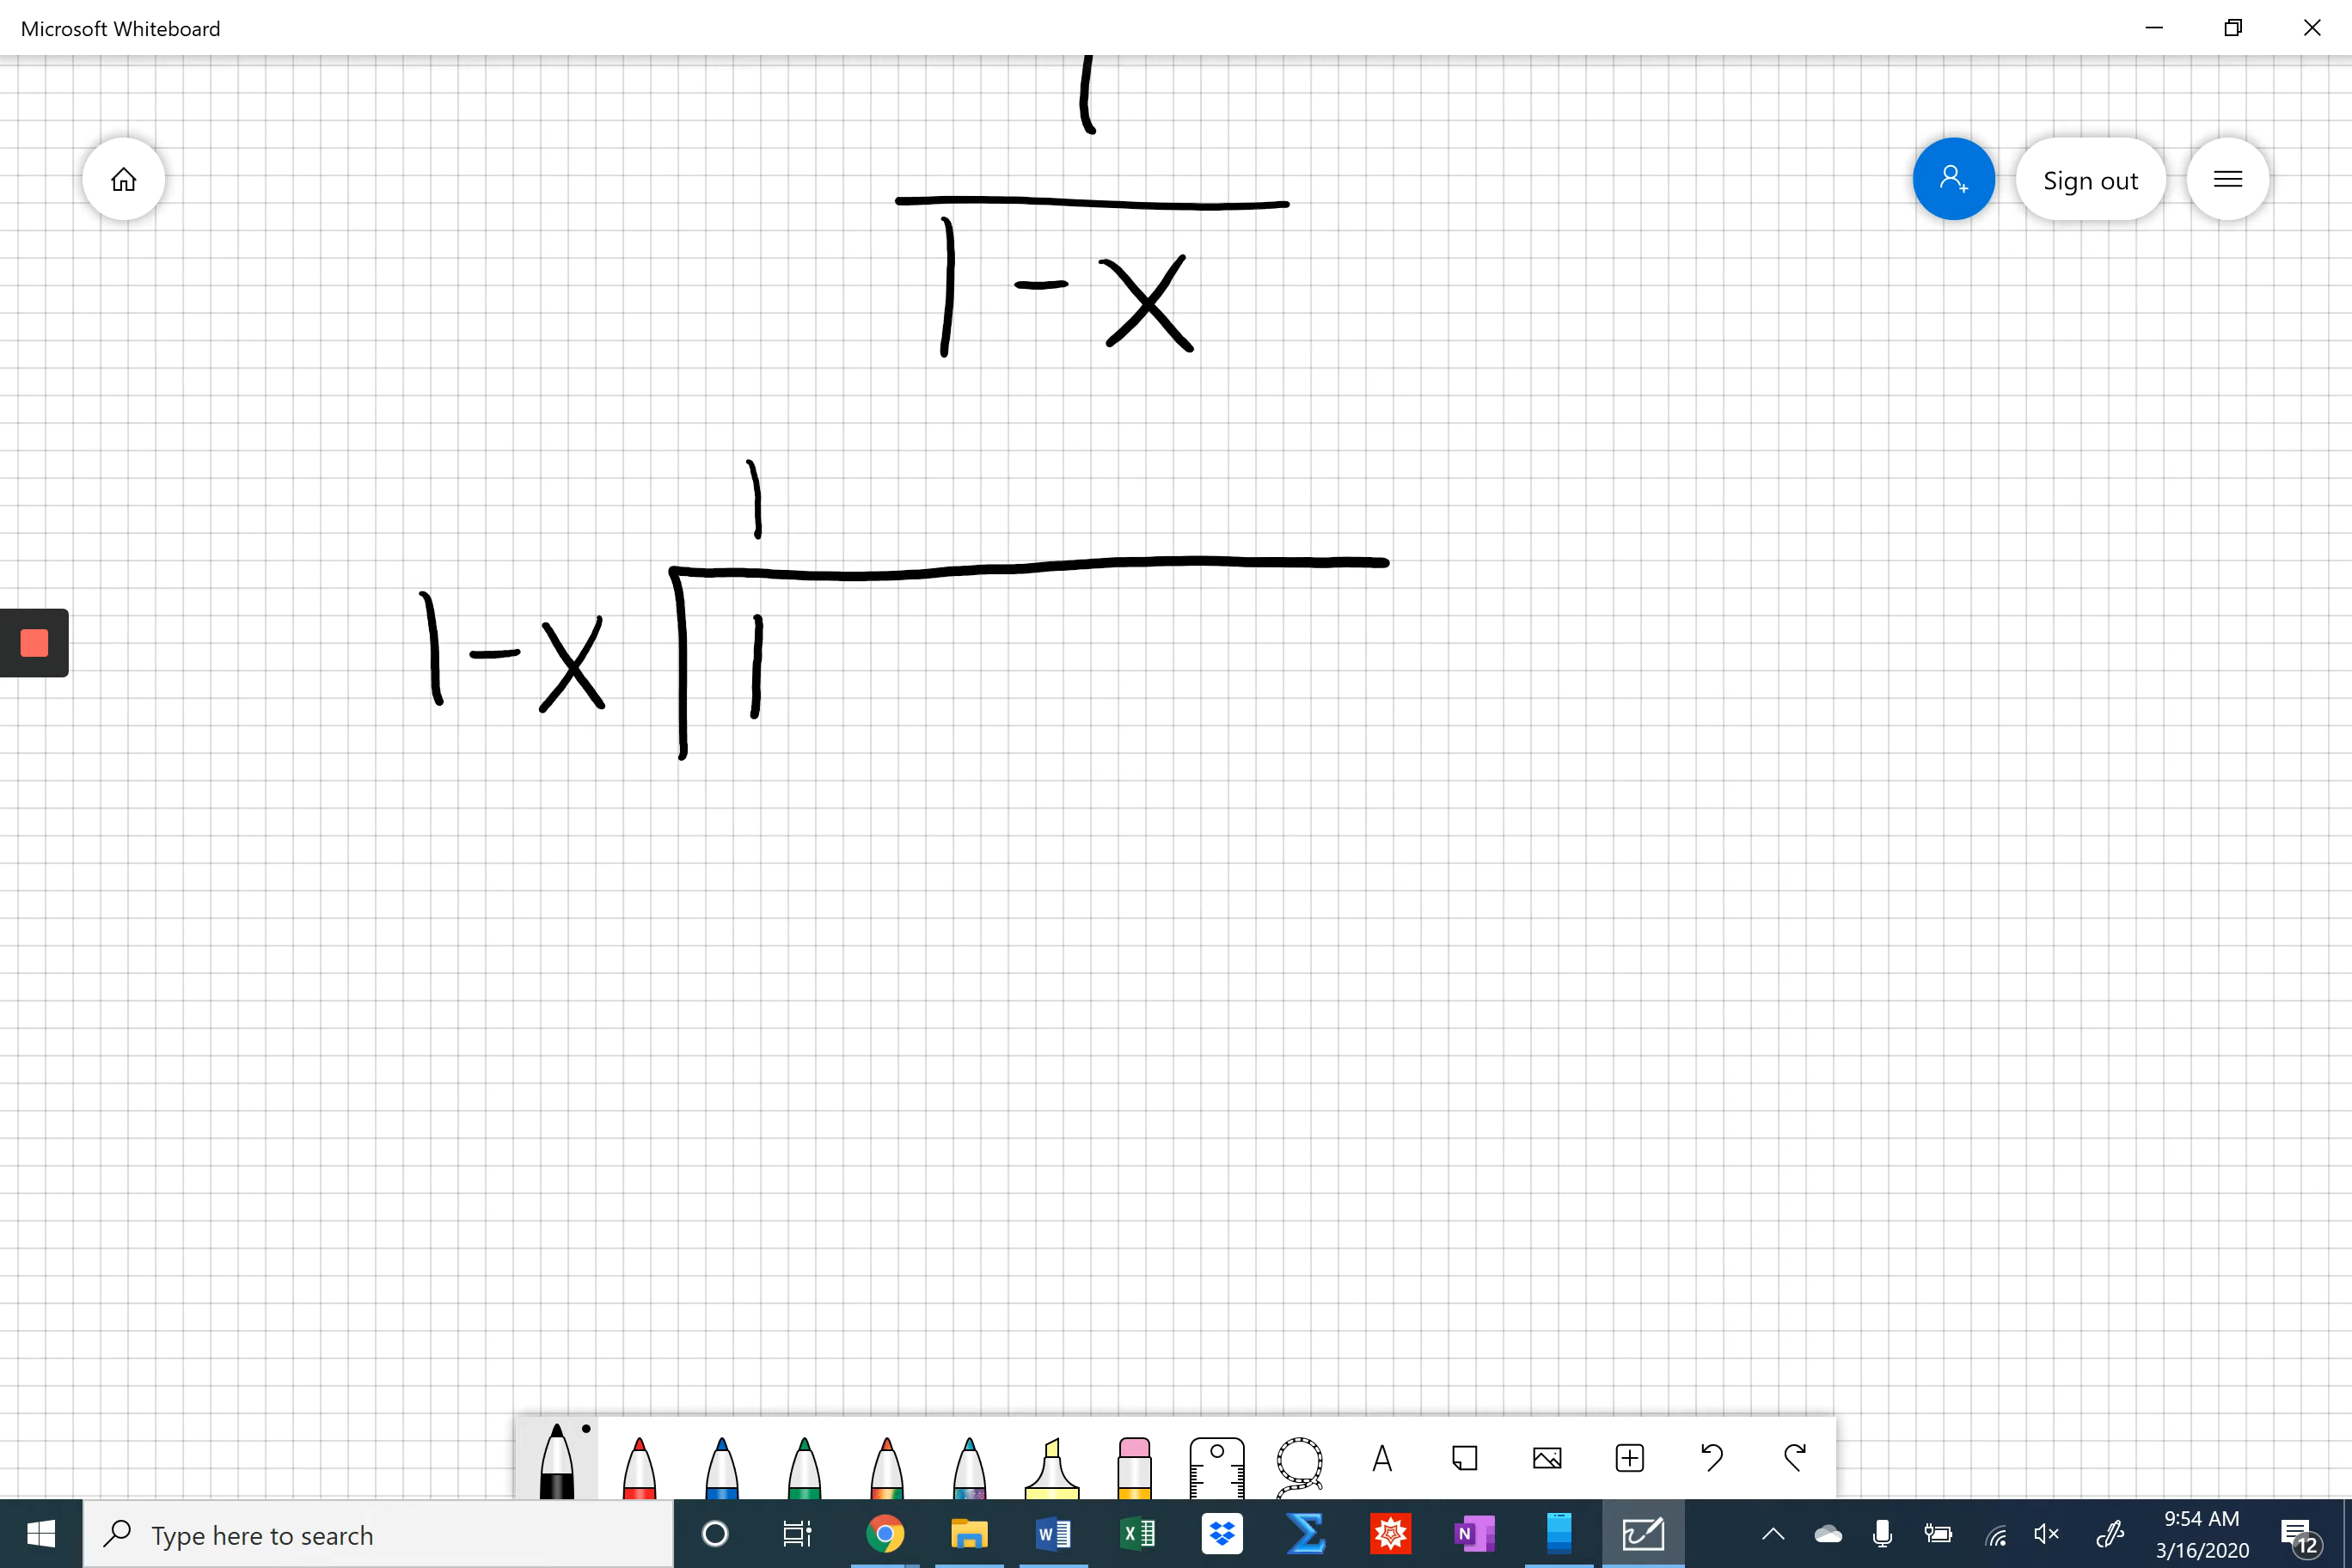 Microsoft Whiteboard
1
Sign out
1 - x
1
1 - x 1
A
Type here to search
W
X
N
9:54 AM
3/16/2020
12